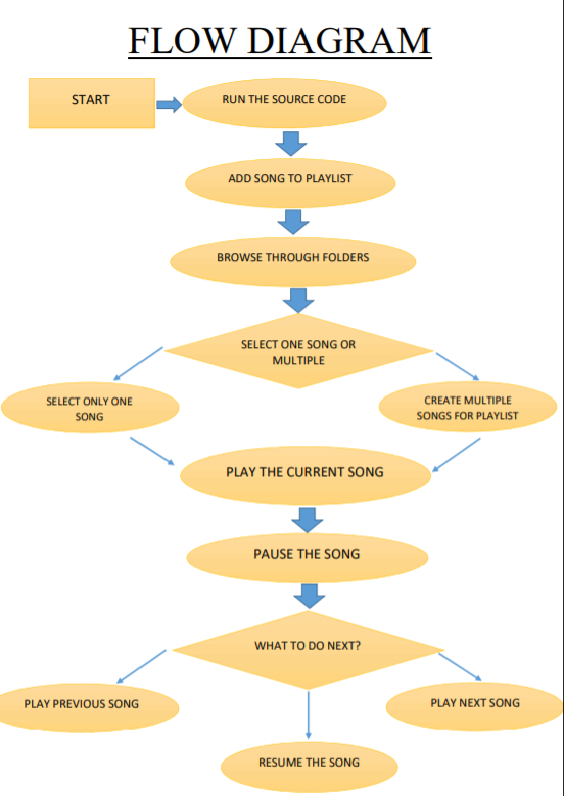 FLOW DIAGRAM
START
RUN THE SOURCE CODE
ADD SONG TO PLAYLIST
BROWSE THROUGH FOLDERS
SELECT ONE SONG OR
MULTIPLE
SELECT ONLY ONE
SONG
CREATE MULTIPLE
SONGS FOR PLAYLIST
PLAY THE CURRENT SONG
PAUSE THE SONG
WHAT TO DO NEXT?
PLAY PREVIOUS SONG
PLAY NEXT SONG
RESUME THE SONG